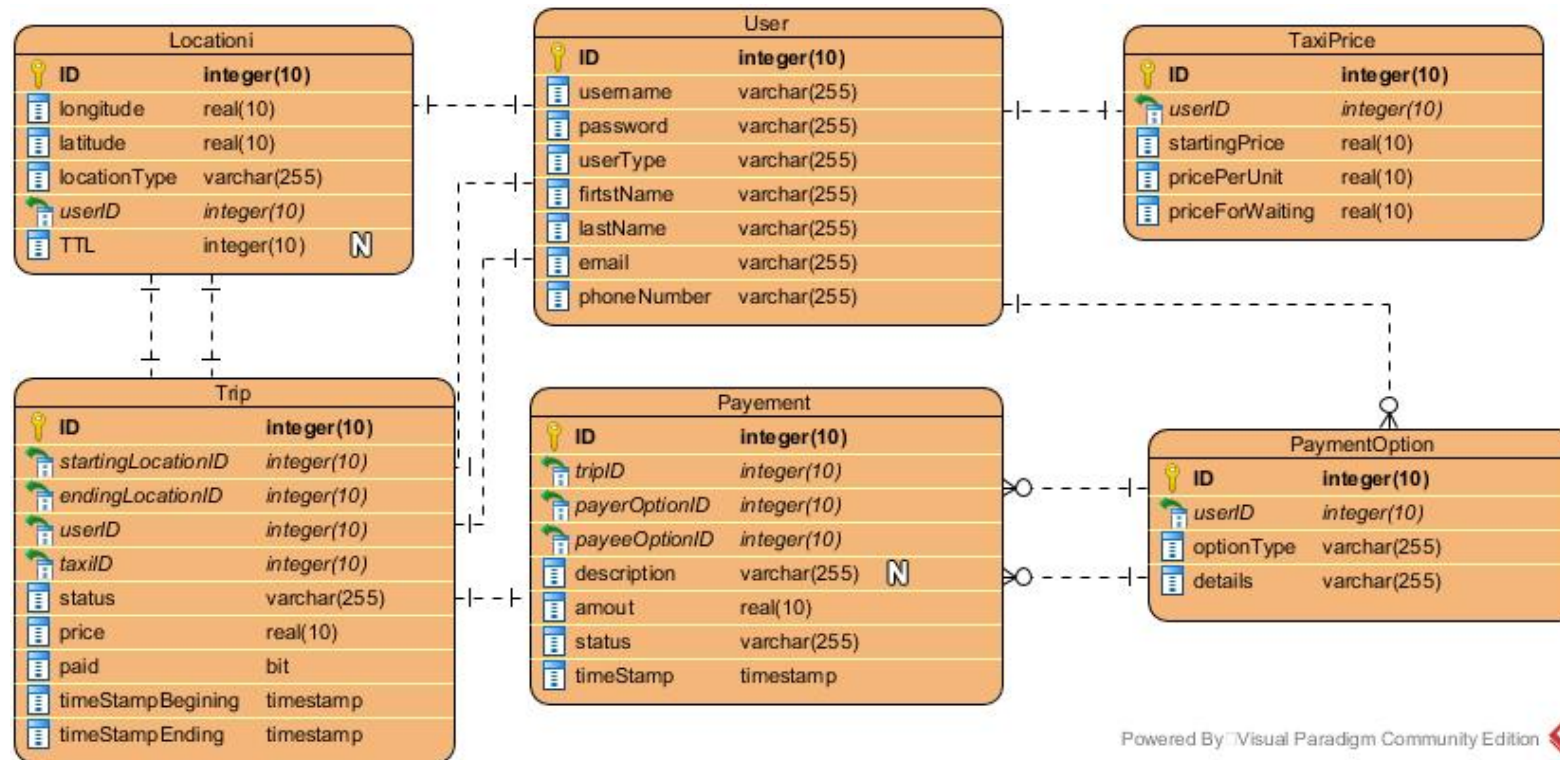 Locationi
ID integer(10)
longitude real(10)
latitude real(10)
locationType varchar(255)
userID integer(10)
TTL integer(10) N
User
ID integer(10)
username varchar(255)
password varchar(255)
userType varchar(255)
firtstName varchar(255)
lastName varchar(255)
email varchar(255)
phoneNumber varchar(255)
TaxiPrice
ID integer(10)
userID integer(10)
startingPrice real(10)
pricePerUnit real(10)
priceForWaiting real(10)
Trip
ID integer(10)
startingLocationID integer(10)
endingLocationID integer(10)
userID integer(10)
taxiID integer(10)
status varchar(255)
price real(10)
paid bit
timeStampBegining timestamp
timeStampEnding timestamp
Payement
ID integer(10)
tripID integer(10)
payerOptionID integer(10)
payeeOptionID integer(10)
description varchar(255) N
amout real(10)
status varchar(255)
timeStamp timestamp
PaymentOption
ID integer(10)
userID integer(10)
optionType varchar(255)
details varchar(255)
Powered By Visual Paradigm Community Edition